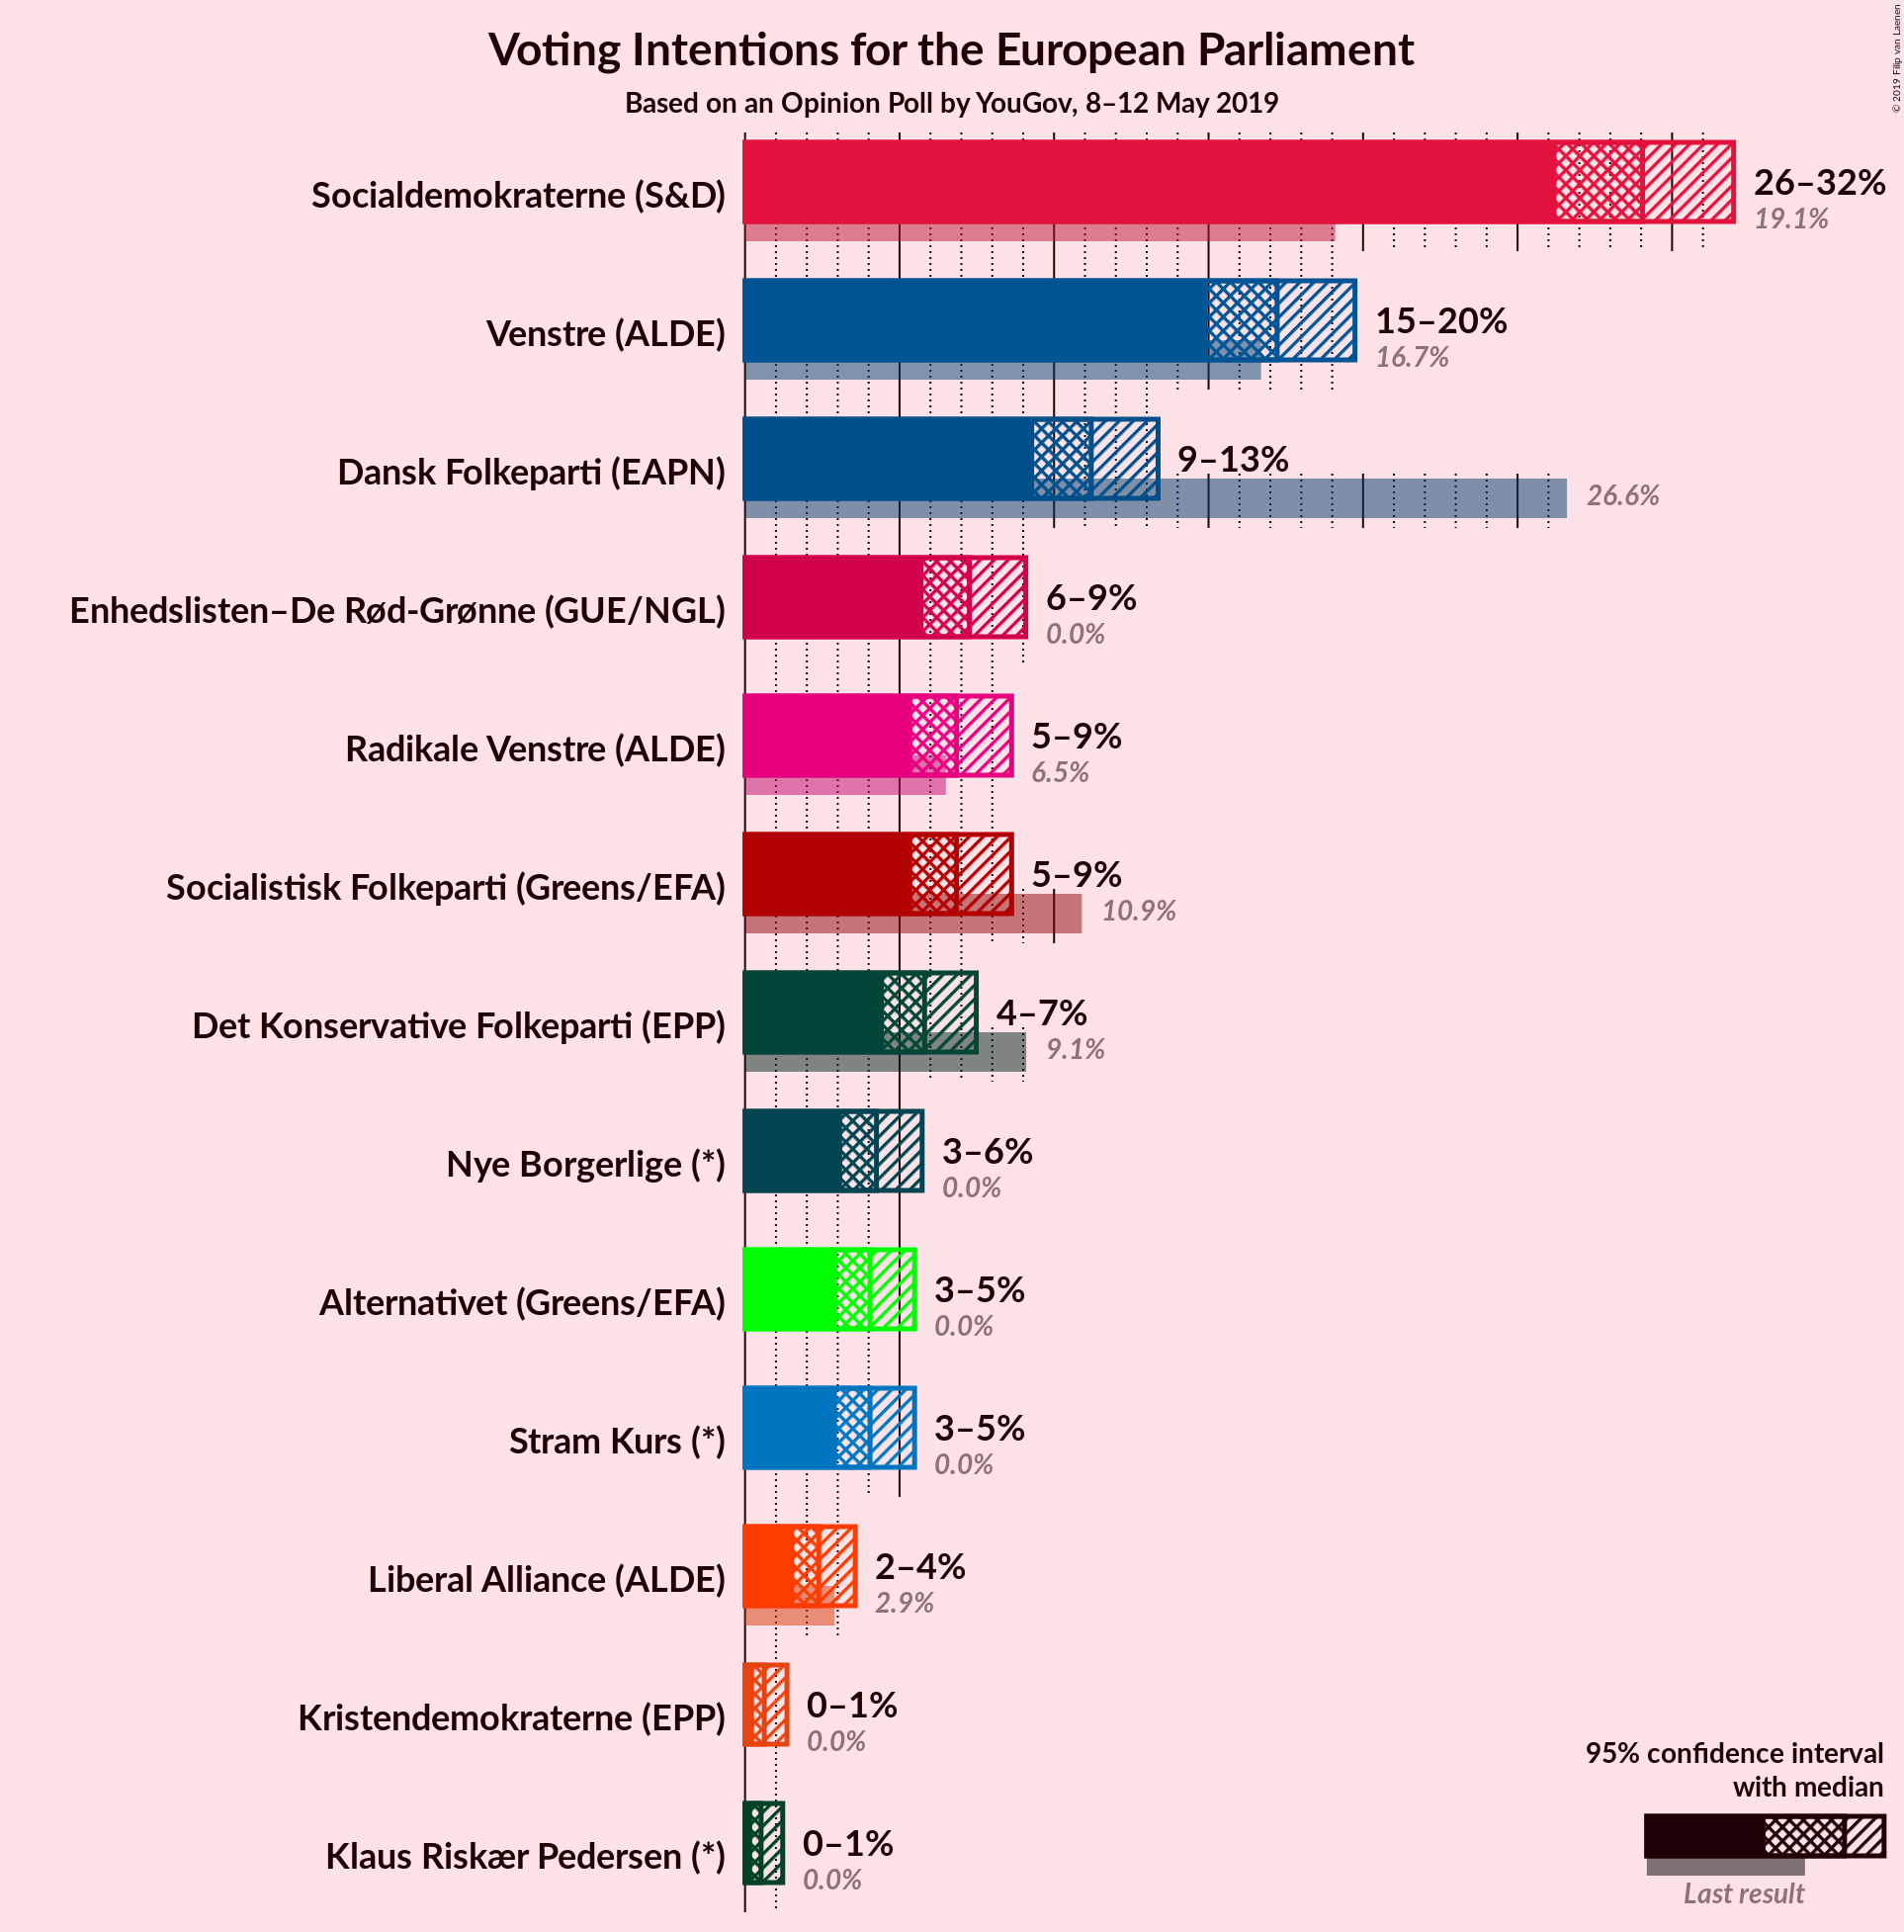 Voting Intentions for the European Parliament
Based on an Opinion Poll by YouGov, 8–12 May 2019
© 2019 Filip van Laenen
Socialdemokraterne (S&D)
26–32%
19.1%
Venstre (ALDE)
15–20%
16.7%
Dansk Folkeparti (EAPN)
9–13%
26.6%
Enhedslisten–De Rød-Grønne (GUE/NGL)
6–9%
0.0%
Radikale Venstre (ALDE)
5–9%
6.5%
Socialistisk Folkeparti (Greens/EFA)
5–9%
10.9%
Det Konservative Folkeparti (EPP)
4–7%
9.1%
Nye Borgerlige (*)
3–6%
0.0%
Alternativet (Greens/EFA)
3–5%
0.0%
Stram Kurs (*)
3–5%
0.0%
Liberal Alliance (ALDE)
2–4%
2.9%
Kristendemokraterne (EPP)
0–1%
0.0%
Klaus Riskær Pedersen (*)
0–1%
0.0%
95% confidence interval
with median
Last result